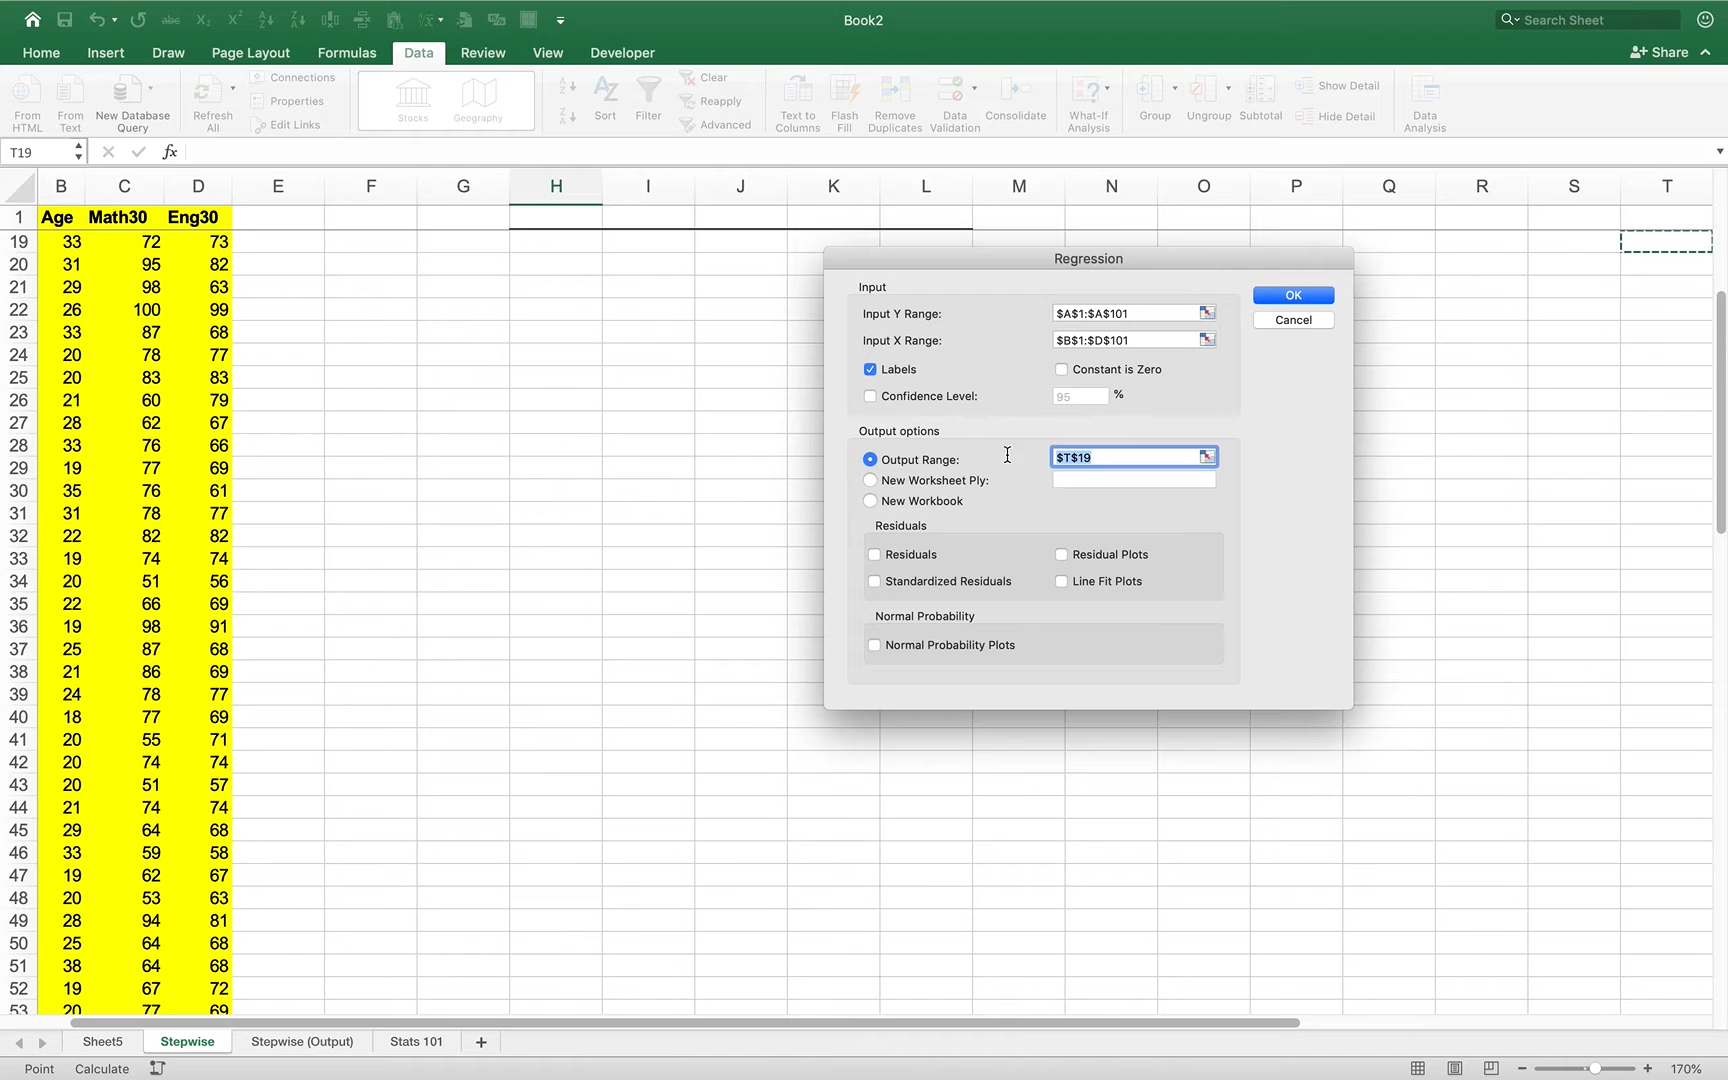 Book2
Search Sheet
Home Insert Draw Page Layout Formulas Data Review View Developer
Share
From HTML
From Text
New Database Query
Refresh All
Connections
Properties
Edit Links
Stocks
Geography
Sort
Filter
Clear
Reapply
Advanced
Text to Columns
Flash Fill
Remove Duplicates
Data Validation
Consolidate
What-If Analysis
Group
Ungroup
Subtotal
Show Detail
Hide Detail
Data Analysis
T19 fx
B C D E F G H I J K L M N O P Q R S T
1 Age Math30 Eng30
19 33 72 73
20 31 95 82
21 29 98 63
22 26 100 99
23 33 87 68
24 20 78 77
25 20 83 83
26 21 60 79
27 28 62 67
28 33 76 66
29 19 77 69
30 35 76 61
31 31 78 77
32 22 82 82
33 19 74 74
34 20 51 56
35 22 66 69
36 19 98 91
37 25 87 68
38 21 86 69
39 24 78 77
40 18 77 69
41 20 55 71
42 20 74 74
43 20 51 57
44 21 74 74
45 29 64 68
46 33 59 58
47 19 62 67
48 20 53 63
49 28 94 81
50 25 64 68
51 38 64 68
52 19 67 72
53 20 77 69
Regression
Input
Input Y Range: $A$1:$A$101
Input X Range: $B$1:$D$101
Labels Constant is Zero
Confidence Level: 95 %
OK
Cancel
Output options
Output Range: $T$19
New Worksheet Ply:
New Workbook
Residuals
Residuals Residual Plots
Standardized Residuals Line Fit Plots
Normal Probability
Normal Probability Plots
Sheet5 Stepwise Stepwise (Output) Stats 101 +
Point Calculate
170%